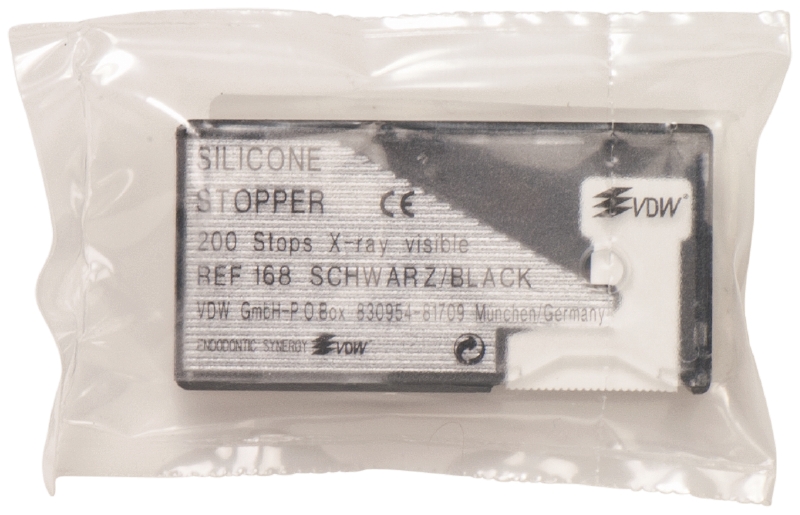 SILICONE
STOPPER CE
200 Stops X-ray visible
REF 168 SCHWARZ/BLACK
VDW GmbH-P.O.Box 830954-81709 Munchen/Germany
ENDODONTIC SYNERGY VDW
VDW®